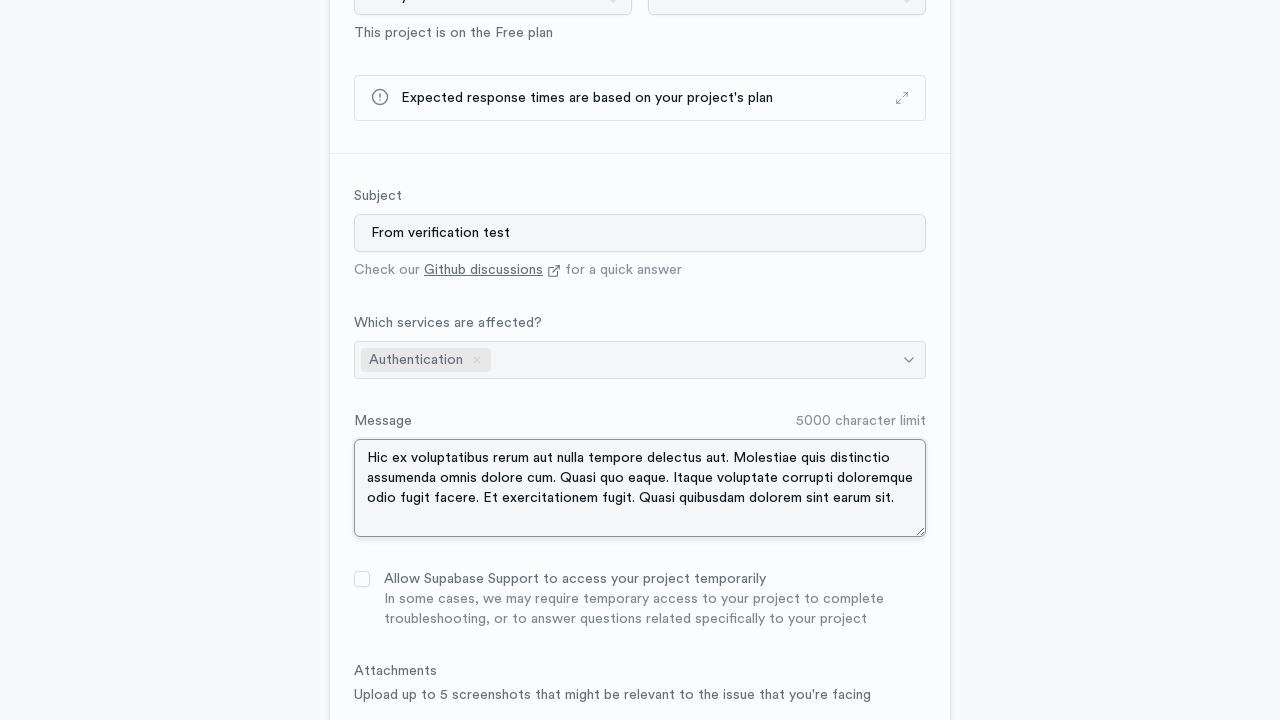 This project is on the Free plan
Expected response times are based on your project's plan
Subject
From verification test
Check our Github discussions for a quick answer
Which services are affected?
Authentication
Message
5000 character limit
Hic ex voluptatibus rerum aut nulla tempore delectus aut. Molestiae quis distinctio
assumenda omnis dolore cum. Quasi quo eaque. Itaque voluptate corrupti doloremque
odio fugit facere. Et exercitationem fugit. Quasi quibusdam dolorem sint earum sit.
Allow Supabase Support to access your project temporarily
In some cases, we may require temporary access to your project to complete
troubleshooting, or to answer questions related specifically to your project
Attachments
Upload up to 5 screenshots that might be relevant to the issue that you're facing